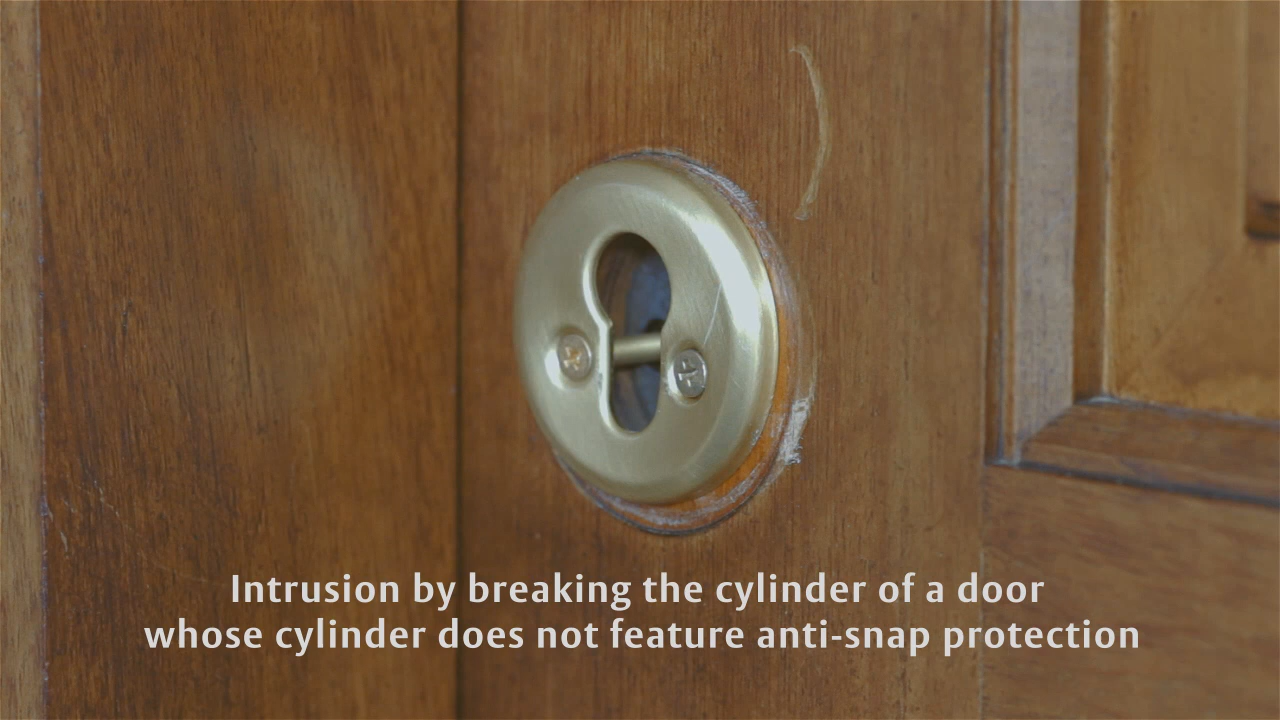 Intrusion by breaking the cylinder of a door
whose cylinder does not feature anti-snap protection